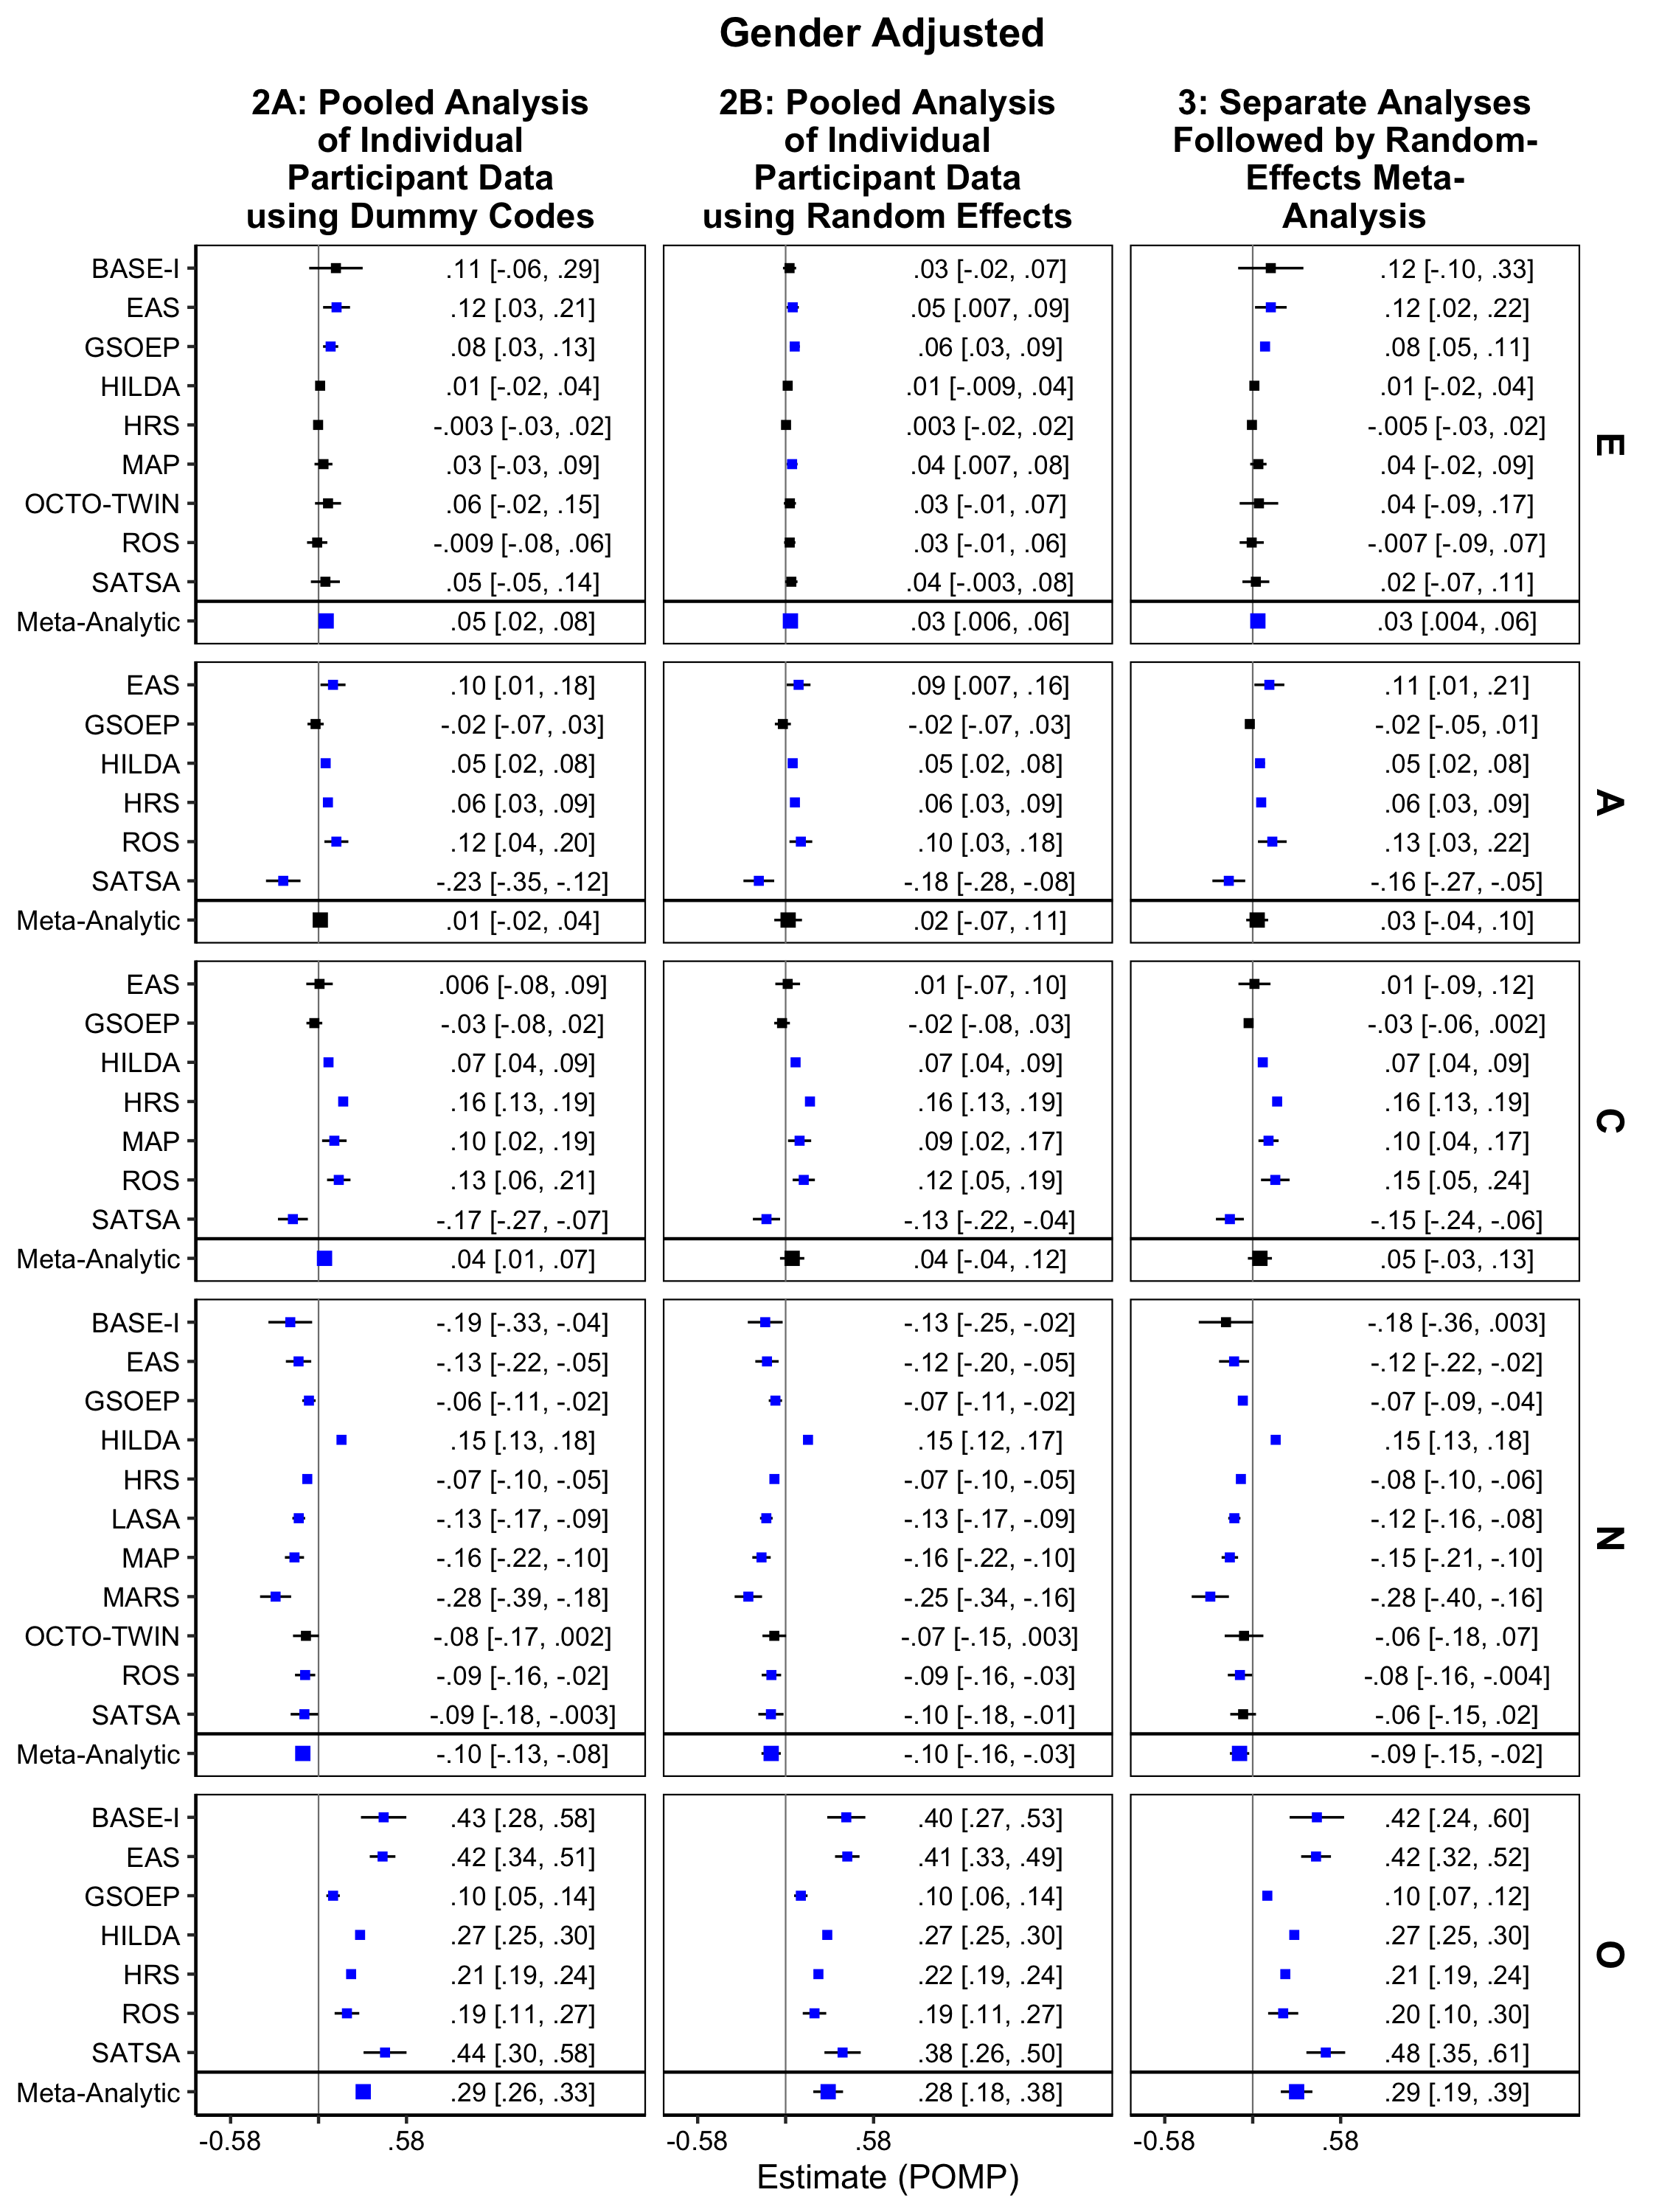 Gender Adjusted
2A: Pooled Analysis
of Individual
Participant Data
using Dummy Codes
2B: Pooled Analysis
of Individual
Participant Data
using Random Effects
3: Separate Analyses
Followed by Random-
Effects Meta-
Analysis
BASE-I .11 [-.06, .29] .03 [-.02, .07] .12 [-.10, .33]
EAS .12 [.03, .21] .05 [.007, .09] .12 [.02, .22]
GSOEP .08 [.03, .13] .06 [.03, .09] .08 [.05, .11]
HILDA .01 [-.02, .04] .01 [-.009, .04] .01 [-.02, .04]
HRS -.003 [-.03, .02] .003 [-.02, .02] -.005 [-.03, .02]
MAP .03 [-.03, .09] .04 [.007, .08] .04 [-.02, .09]
OCTO-TWIN .06 [-.02, .15] .03 [-.01, .07] .04 [-.09, .17]
ROS -.009 [-.08, .06] .03 [-.01, .06] -.007 [-.09, .07]
SATSA .05 [-.05, .14] .04 [-.003, .08] .02 [-.07, .11]
Meta-Analytic .05 [.02, .08] .03 [.006, .06] .03 [.004, .06]
E
EAS .10 [.01, .18] .09 [.007, .16] .11 [.01, .21]
GSOEP -.02 [-.07, .03] -.02 [-.07, .03] -.02 [-.05, .01]
HILDA .05 [.02, .08] .05 [.02, .08] .05 [.02, .08]
HRS .06 [.03, .09] .06 [.03, .09] .06 [.03, .09]
ROS .12 [.04, .20] .10 [.03, .18] .13 [.03, .22]
SATSA -.23 [-.35, -.12] -.18 [-.28, -.08] -.16 [-.27, -.05]
Meta-Analytic .01 [-.02, .04] .02 [-.07, .11] .03 [-.04, .10]
A
EAS .006 [-.08, .09] .01 [-.07, .10] .01 [-.09, .12]
GSOEP -.03 [-.08, .02] -.02 [-.08, .03] -.03 [-.06, .002]
HILDA .07 [.04, .09] .07 [.04, .09] .07 [.04, .09]
HRS .16 [.13, .19] .16 [.13, .19] .16 [.13, .19]
MAP .10 [.02, .19] .09 [.02, .17] .10 [.04, .17]
ROS .13 [.06, .21] .12 [.05, .19] .15 [.05, .24]
SATSA -.17 [-.27, -.07] -.13 [-.22, -.04] -.15 [-.24, -.06]
Meta-Analytic .04 [.01, .07] .04 [-.04, .12] .05 [-.03, .13]
C
BASE-I -.19 [-.33, -.04] -.13 [-.25, -.02] -.18 [-.36, .003]
EAS -.13 [-.22, -.05] -.12 [-.20, -.05] -.12 [-.22, -.02]
GSOEP -.06 [-.11, -.02] -.07 [-.11, -.02] -.07 [-.09, -.04]
HILDA .15 [.13, .18] .15 [.12, .17] .15 [.13, .18]
HRS -.07 [-.10, -.05] -.07 [-.10, -.05] -.08 [-.10, -.06]
LASA -.13 [-.17, -.09] -.13 [-.17, -.09] -.12 [-.16, -.08]
MAP -.16 [-.22, -.10] -.16 [-.22, -.10] -.15 [-.21, -.10]
MARS -.28 [-.39, -.18] -.25 [-.34, -.16] -.28 [-.40, -.16]
OCTO-TWIN -.08 [-.17, .002] -.07 [-.15, .003] -.06 [-.18, .07]
ROS -.09 [-.16, -.02] -.09 [-.16, -.03] -.08 [-.16, -.004]
SATSA -.09 [-.18, -.003] -.10 [-.18, -.01] -.06 [-.15, .02]
Meta-Analytic -.10 [-.13, -.08] -.10 [-.16, -.03] -.09 [-.15, -.02]
N
BASE-I .43 [.28, .58] .40 [.27, .53] .42 [.24, .60]
EAS .42 [.34, .51] .41 [.33, .49] .42 [.32, .52]
GSOEP .10 [.05, .14] .10 [.06, .14] .10 [.07, .12]
HILDA .27 [.25, .30] .27 [.25, .30] .27 [.25, .30]
HRS .21 [.19, .24] .22 [.19, .24] .21 [.19, .24]
ROS .19 [.11, .27] .19 [.11, .27] .20 [.10, .30]
SATSA .44 [.30, .58] .38 [.26, .50] .48 [.35, .61]
Meta-Analytic .29 [.26, .33] .28 [.18, .38] .29 [.19, .39]
O
-0.58 .58 -0.58 .58 -0.58 .58
Estimate (POMP)